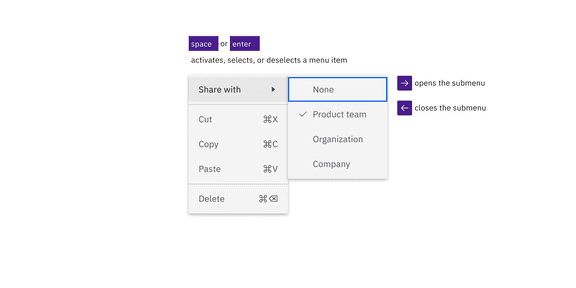 space or enter
activates, selects, or deselects a menu item
Share with
None
→ opens the submenu
✓ Product team
← closes the submenu
Cut ⌘X
Organization
Copy ⌘C
Company
Paste ⌘V
Delete ⌘⌫